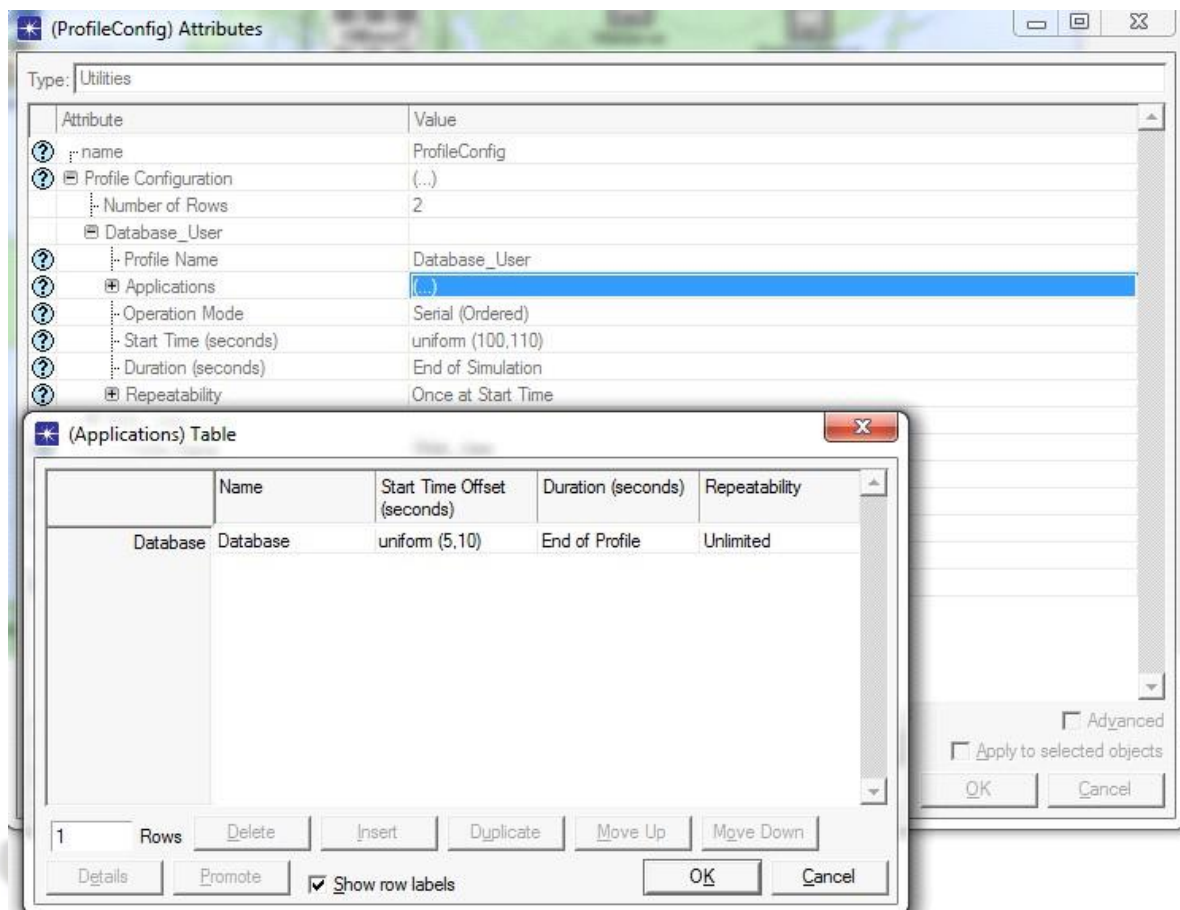 (ProfileConfig) Attributes
Type: Utilities
Attribute Value
name ProfileConfig
Profile Configuration (...)
Number of Rows 2
Database_User
Profile Name Database_User
Applications (...)
Operation Mode Serial (Ordered)
Start Time (seconds) uniform (100,110)
Duration (seconds) End of Simulation
Repeatability Once at Start Time
(Applications) Table
Name Start Time Offset (seconds) Duration (seconds) Repeatability
Database Database uniform (5,10) End of Profile Unlimited
Advanced
Apply to selected objects
OK Cancel
1 Rows Delete Insert Duplicate Move Up Move Down
Details Promote Show row labels OK Cancel